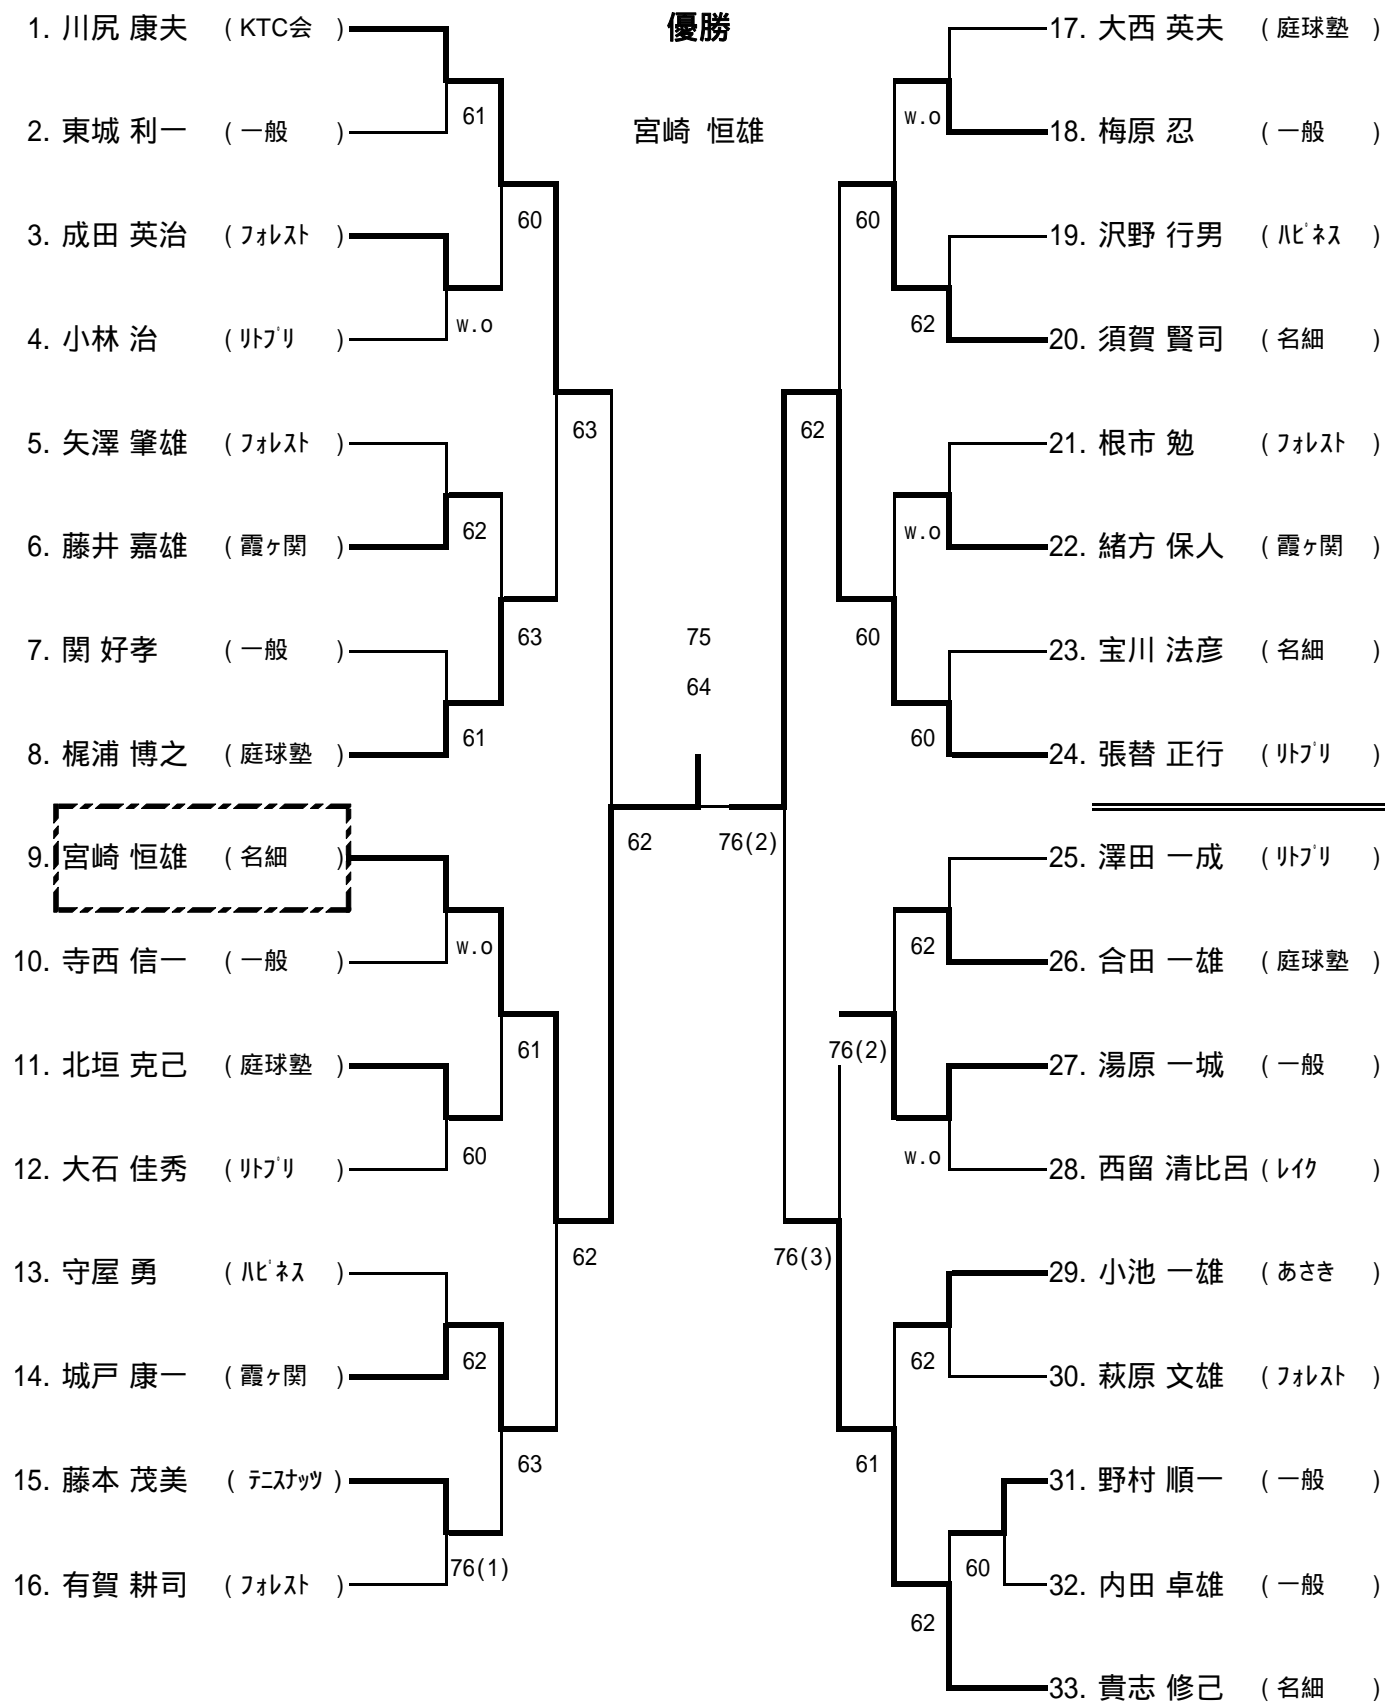 優勝
宮崎 恒雄
1. 川尻 康夫 ( KTC会 )
2. 東城 利一 ( 一般 )
3. 成田 英治 ( ﾌｫﾚｽﾄ )
4. 小林 治 ( ﾘﾄﾌﾟﾘ )
5. 矢澤 肇雄 ( ﾌｫﾚｽﾄ )
6. 藤井 嘉雄 ( 霞ヶ関 )
7. 関 好孝 ( 一般 )
8. 梶浦 博之 ( 庭球塾 )
9. 宮崎 恒雄 ( 名細 )
10. 寺西 信一 ( 一般 )
11. 北垣 克己 ( 庭球塾 )
12. 大石 佳秀 ( ﾘﾄﾌﾟﾘ )
13. 守屋 勇 ( ﾊﾋﾟﾈｽ )
14. 城戸 康一 ( 霞ヶ関 )
15. 藤本 茂美 ( ﾃﾆｽﾅｯﾂ )
16. 有賀 耕司 ( ﾌｫﾚｽﾄ )
61
w.o
62
61
w.o
60
62
76(1)
60
63
61
63
63
62
62
75
64
76(2)
62
76(3)
60
60
76(2)
61
w.o
62
w.o
60
62
w.o
62
60
62
17. 大西 英夫 ( 庭球塾 )
18. 梅原 忍 ( 一般 )
19. 沢野 行男 ( ﾊﾋﾟﾈｽ )
20. 須賀 賢司 ( 名細 )
21. 根市 勉 ( ﾌｫﾚｽﾄ )
22. 緒方 保人 ( 霞ヶ関 )
23. 宝川 法彦 ( 名細 )
24. 張替 正行 ( ﾘﾄﾌﾟﾘ )
25. 澤田 一成 ( ﾘﾄﾌﾟﾘ )
26. 合田 一雄 ( 庭球塾 )
27. 湯原 一城 ( 一般 )
28. 西留 清比呂 ( ﾚｲｸ )
29. 小池 一雄 ( あさき )
30. 萩原 文雄 ( ﾌｫﾚｽﾄ )
31. 野村 順一 ( 一般 )
32. 内田 卓雄 ( 一般 )
33. 貴志 修己 ( 名細 )